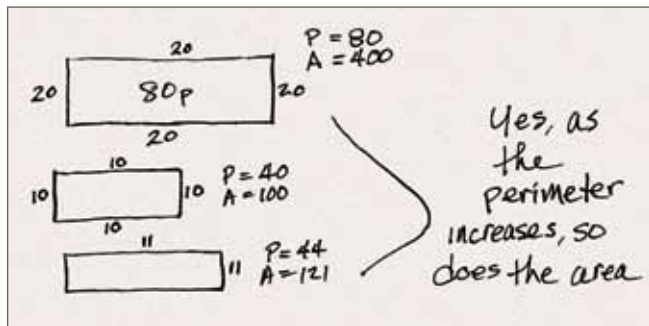 20
P = 80
A = 400
20
80p
20
20
Yes, as
the
perimeter
increases, so
does the area
10
10
10
P = 40
A = 100
10
11
11
P = 44
A = 121